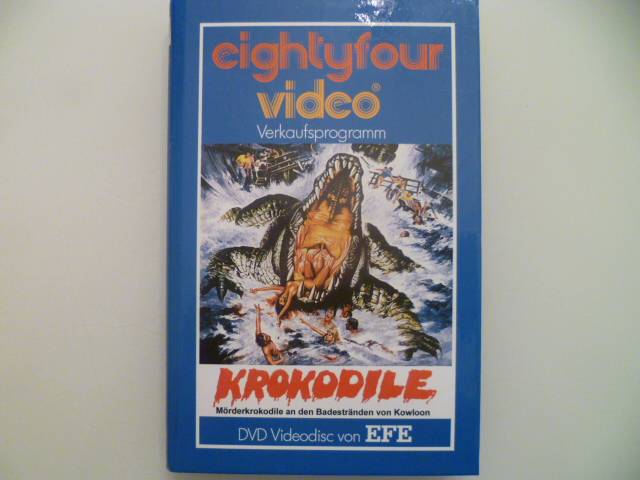 eightyfour
video®
Verkaufsprogramm
KROKODILE
Mörderkrokodile an den Badestränden von Kowloon
DVD Videodisc von EFE